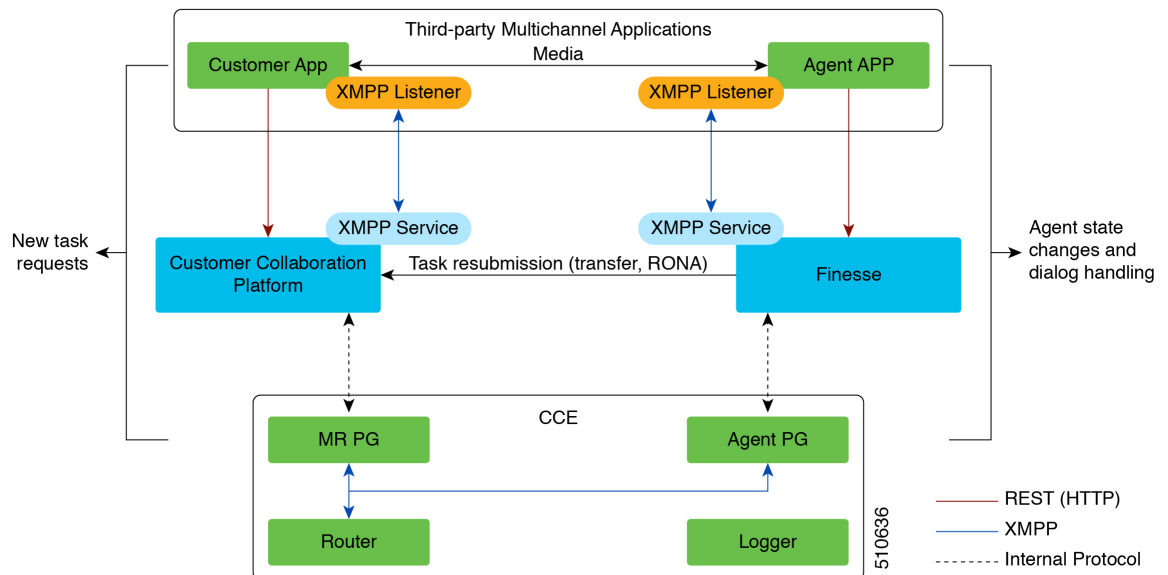 Third-party Multichannel Applications
Media
Customer App
Agent APP
XMPP Listener
XMPP Listener
XMPP Service
XMPP Service
New task
requests
Customer Collaboration
Platform
Task resubmission (transfer, RONA)
Finesse
Agent state
changes and
dialog handling
CCE
MR PG
Agent PG
Router
Logger
510636
REST (HTTP)
XMPP
Internal Protocol